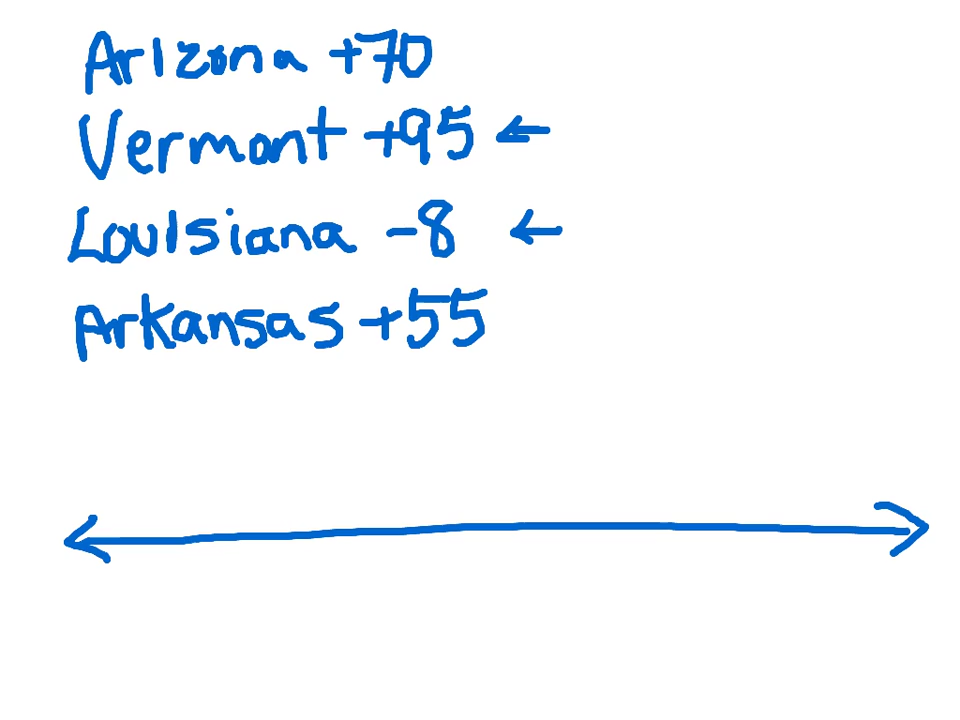 Arizona +70
Vermont +95 ←
Louisiana -8 ←
Arkansas +55